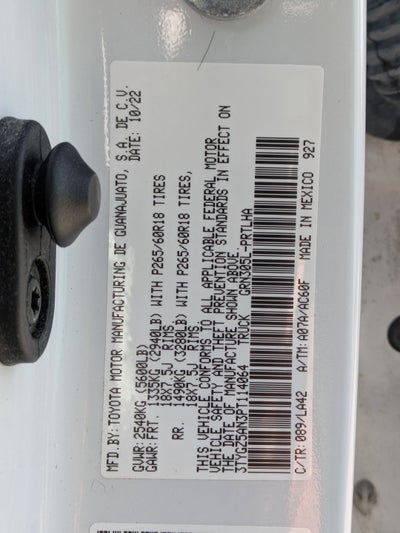 MFD.BY: TOYOTA MOTOR MANUFACTURING DE GUANAJUATO, S.A. DE C.V.
DATE: 10/22
GVWR: 2540KG (5600LB)
GAWR: FRT. 1335KG (2940LB) WITH P265/60R18 TIRES,
18X7.5J RIMS
RR. 1490KG (3280LB) WITH P265/60R18 TIRES,
18X7.5J RIMS
THIS VEHICLE CONFORMS TO ALL APPLICABLE FEDERAL MOTOR
VEHICLE SAFETY AND THEFT PREVENTION STANDARDS IN EFFECT ON
THE DATE OF MANUFACTURE SHOWN ABOVE.
3TYGZ5AN3PT114064 TRUCK GRN305L-PRTLHA
C/TR: 089/LA42 A/TM: A07A/AC60F MADE IN MEXICO 927